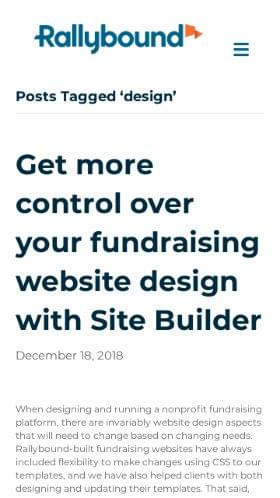 Rallybound
Posts Tagged ‘design’
Get more
control over
your fundraising
website design
with Site Builder
December 18, 2018
When designing and running a nonprofit fundraising
platform, there are invariably website design aspects
that will need to change based on changing needs.
Rallybound-built fundraising websites have always
included flexibility to make changes using CSS to our
templates, and we have also helped clients with both
designing and updating their templates. That said,